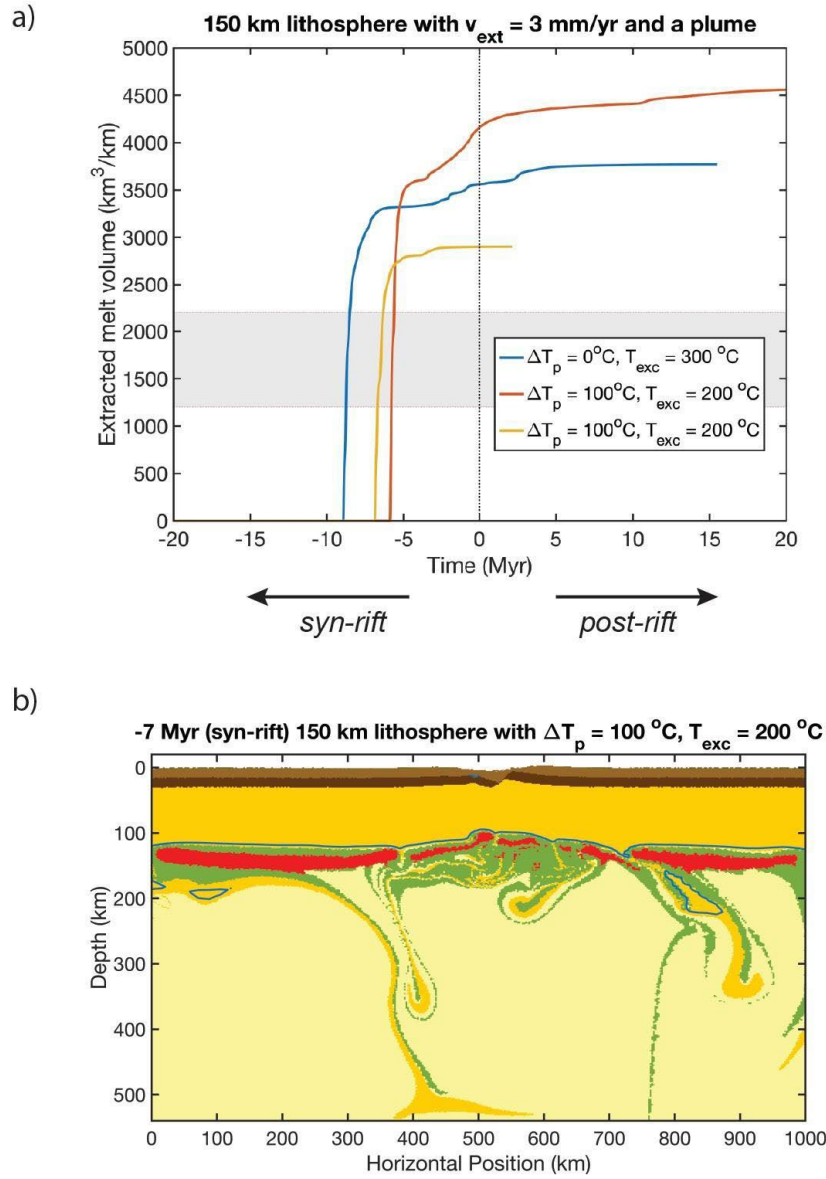 a)
150 km lithosphere with v_ext = 3 mm/yr and a plume
5000
4500
4000
3500
3000
2500
2000
1500
1000
500
0
Extracted melt volume (km³/km)
ΔT_p = 0°C, T_exc = 300 °C
ΔT_p = 100°C, T_exc = 200 °C
ΔT_p = 100°C, T_exc = 200 °C
-20 -15 -10 -5 0 5 10 15 20
Time (Myr)
syn-rift post-rift
b)
-7 Myr (syn-rift) 150 km lithosphere with ΔT_p = 100 °C, T_exc = 200 °C
0
100
200
300
400
500
Depth (km)
0 100 200 300 400 500 600 700 800 900 1000
Horizontal Position (km)